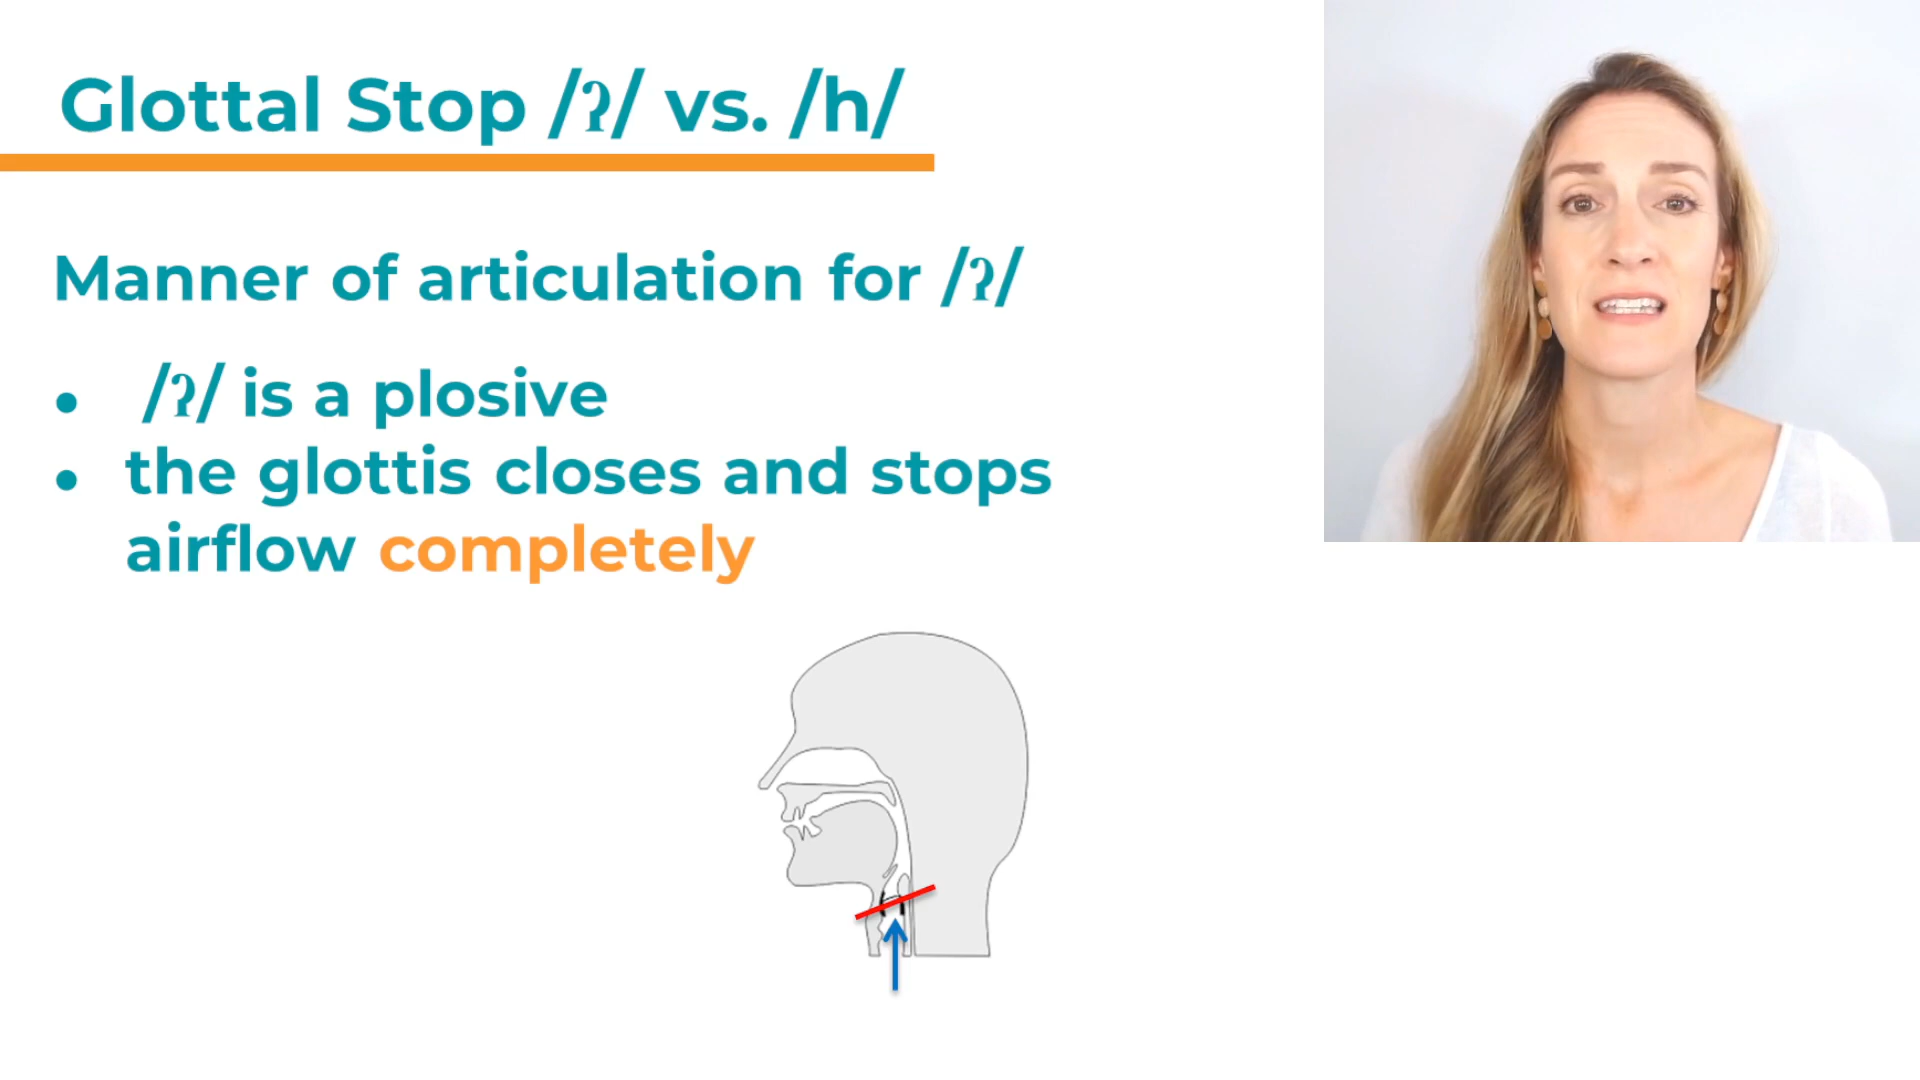 Glottal Stop /ʔ/ vs. /h/
Manner of articulation for /ʔ/
• /ʔ/ is a plosive
• the glottis closes and stops
airflow completely